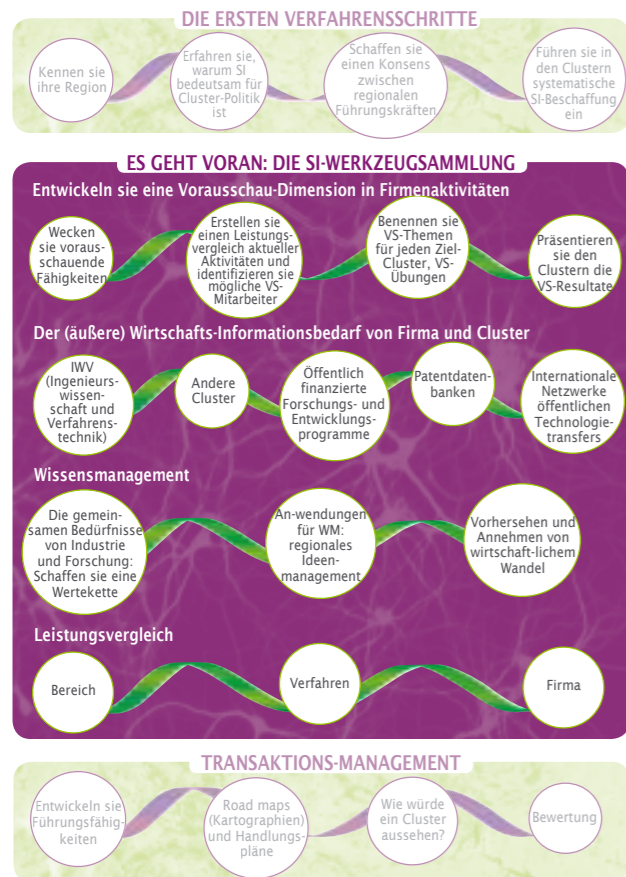 DIE ERSTEN VERFAHRENSSCHRITTE
Kennen sie
ihre Region
Erfahren sie,
warum SI
bedeutsam für
Cluster-Politik
ist
Schaffen sie
einen Konsens
zwischen
regionalen
Führungskräften
Führen sie in
den Clustern
systematische
SI-Beschaffung
ein
ES GEHT VORAN: DIE SI-WERKZEUGSAMMLUNG
Entwickeln sie eine Vorausschau-Dimension in Firmenaktivitäten
Wecken
sie voraus-
schauende
Fähigkeiten
Erstellen sie
einen Leistungs-
vergleich aktueller
Aktivitäten und
identifizieren sie
mögliche VS-
Mitarbeiter
Benennen sie
VS-Themen
für jeden Ziel-
Cluster, VS-
Übungen
Präsentieren
sie den
Clustern die
VS-Resultate
Der (äußere) Wirtschafts-Informationsbedarf von Firma und Cluster
IWV
(Ingenieurs-
wissen-
schaft und
Verfahrens-
technik)
Andere
Cluster
Öffentlich
finanzierte
Forschungs- und
Entwicklungs-
programme
Patentdaten-
banken
Internationale
Netzwerke
öffentlichen
Technologie-
transfers
Wissensmanagement
Die gemein-
samen Bedürfnisse
von Industrie
und Forschung:
Schaffen sie eine
Wertekette
An-wendungen
für WM:
regionales
Ideen-
management
Vorhersehen und
Annehmen von
wirtschaft-lichem
Wandel
Leistungsvergleich
Bereich
Verfahren
Firma
TRANSAKTIONS-MANAGEMENT
Entwickeln sie
Führungsfähig-
keiten
Road maps
(Kartographien)
und Handlungs-
pläne
Wie würde
ein Cluster
aussehen?
Bewertung